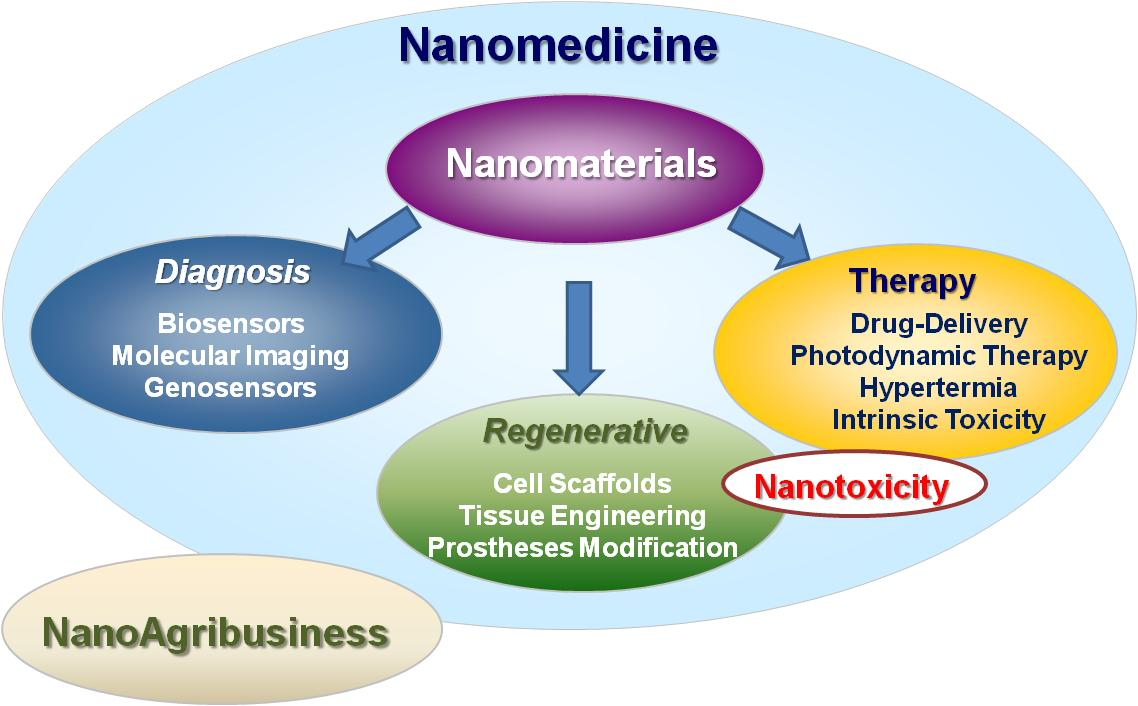 Nanomedicine
Nanomaterials
Diagnosis
Biosensors
Molecular Imaging
Genosensors
Therapy
Drug-Delivery
Photodynamic Therapy
Hypertermia
Intrinsic Toxicity
Regenerative
Cell Scaffolds
Tissue Engineering
Prostheses Modification
Nanotoxicity
NanoAgribusiness